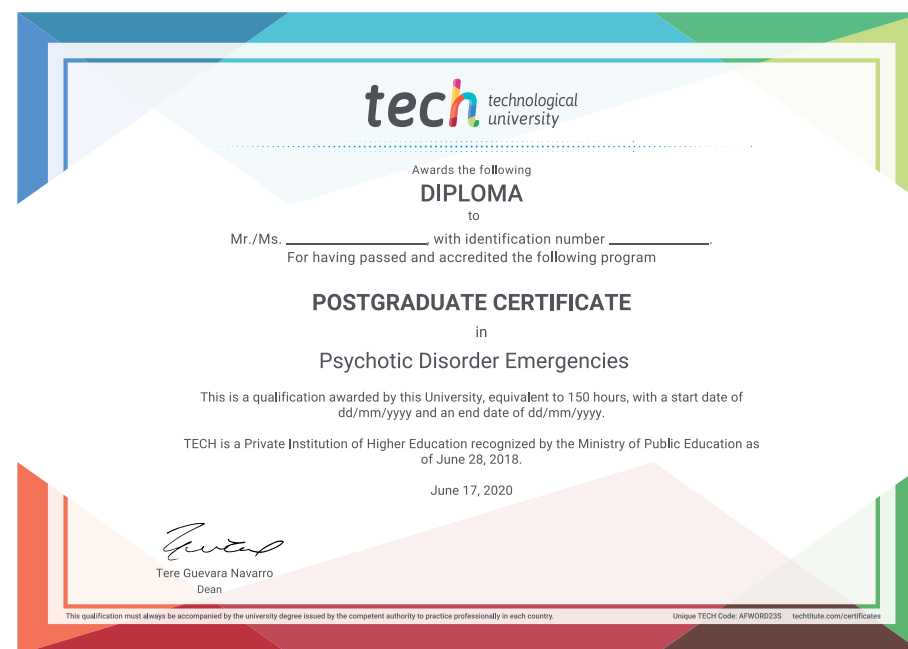 tech technological
university
Awards the following
DIPLOMA
to
Mr./Ms. ____________________, with identification number ______________.
For having passed and accredited the following program
POSTGRADUATE CERTIFICATE
in
Psychotic Disorder Emergencies
This is a qualification awarded by this University, equivalent to 150 hours, with a start date of
dd/mm/yyyy and an end date of dd/mm/yyyy.
TECH is a Private Institution of Higher Education recognized by the Ministry of Public Education as
of June 28, 2018.
June 17, 2020
Tere Guevara Navarro
Dean
This qualification must always be accompanied by the university degree issued by the competent authority to practice professionally in each country. Unique TECH Code: AFWORD23S techtitute.com/certificates